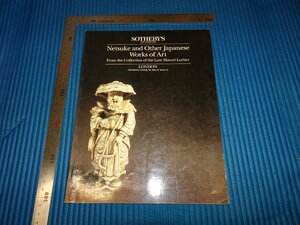 SOTHEBY'S
Netsuke and Other Japanese
Works of Art
From the Collection of the Late Marcel Lorber
LONDON